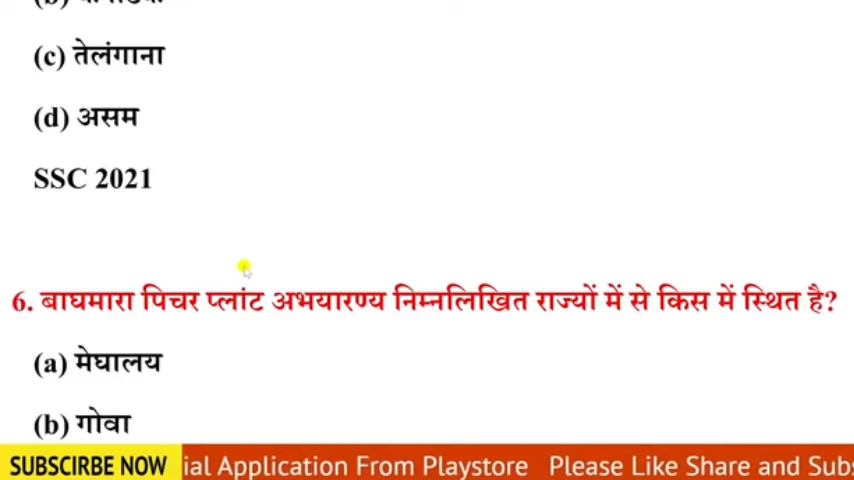 (c) तेलंगाना
(d) असम
SSC 2021
6. बाघमारा पिचर प्लांट अभयारण्य निम्नलिखित राज्यों में से किस में स्थित है?
(a) मेघालय
(b) गोवा
SUBSCIRBE NOW ial Application From Playstore Please Like Share and Subs